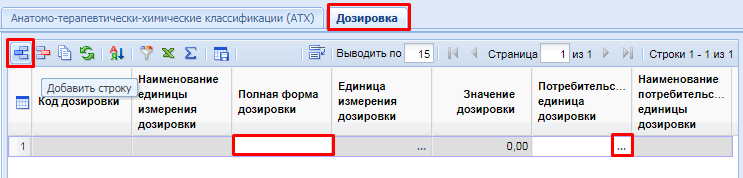 Анатомо-терапевтически-химические классификации (АТХ)
Дозировка
Выводить по 15 Страница 1 из 1 Строки 1 - 1 из 1
Добавить строку
Код дозировки
Наименование
единицы
измерения
дозировки
Полная форма
дозировки
Единица
измерения
дозировки
Значение
дозировки
Потребительс...
единица
дозировки
Наименование
потребительс...
единицы
дозировки
1 ... 0,00 ...